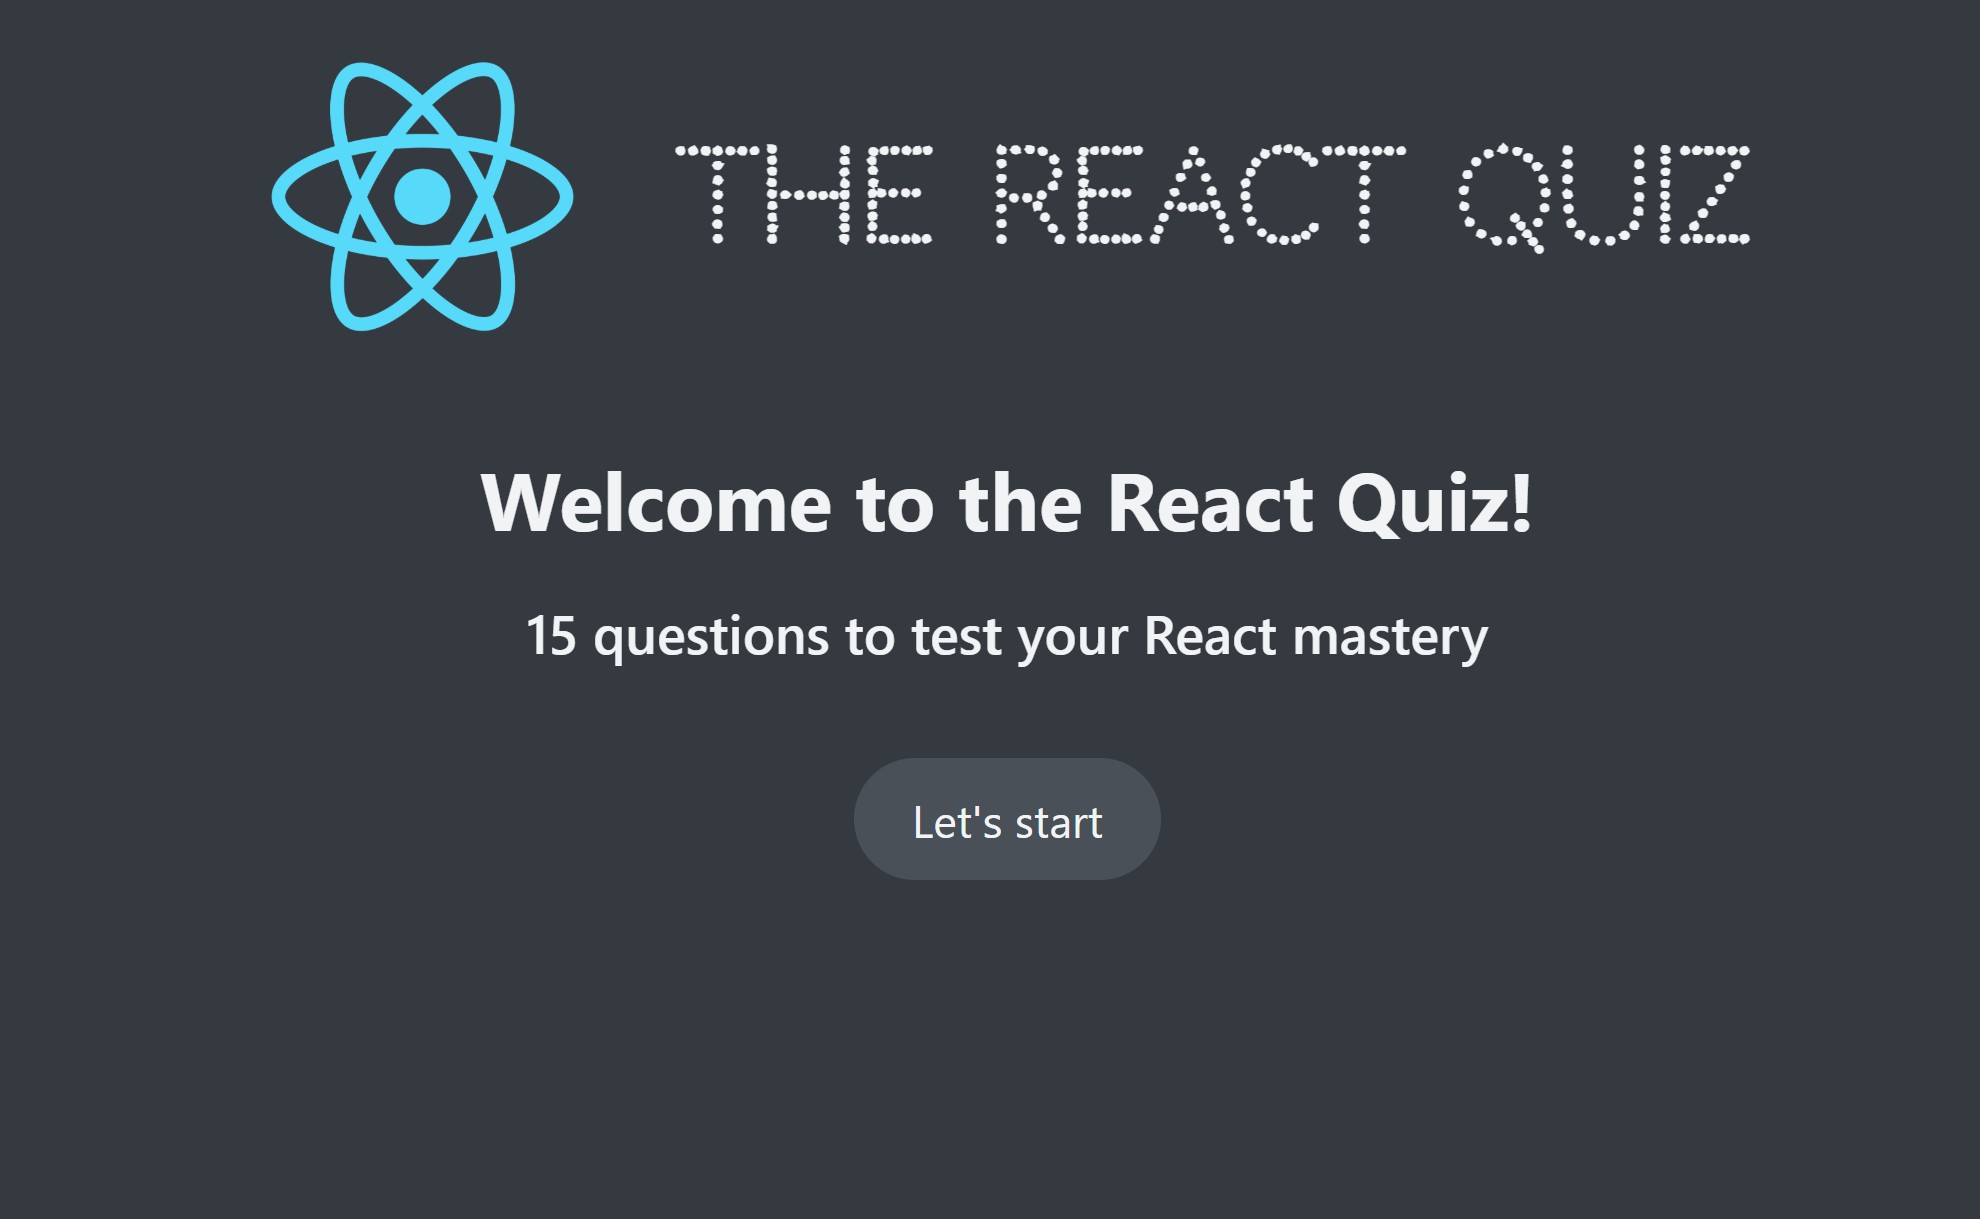 THE REACT QUIZ
Welcome to the React Quiz!
15 questions to test your React mastery
Let's start